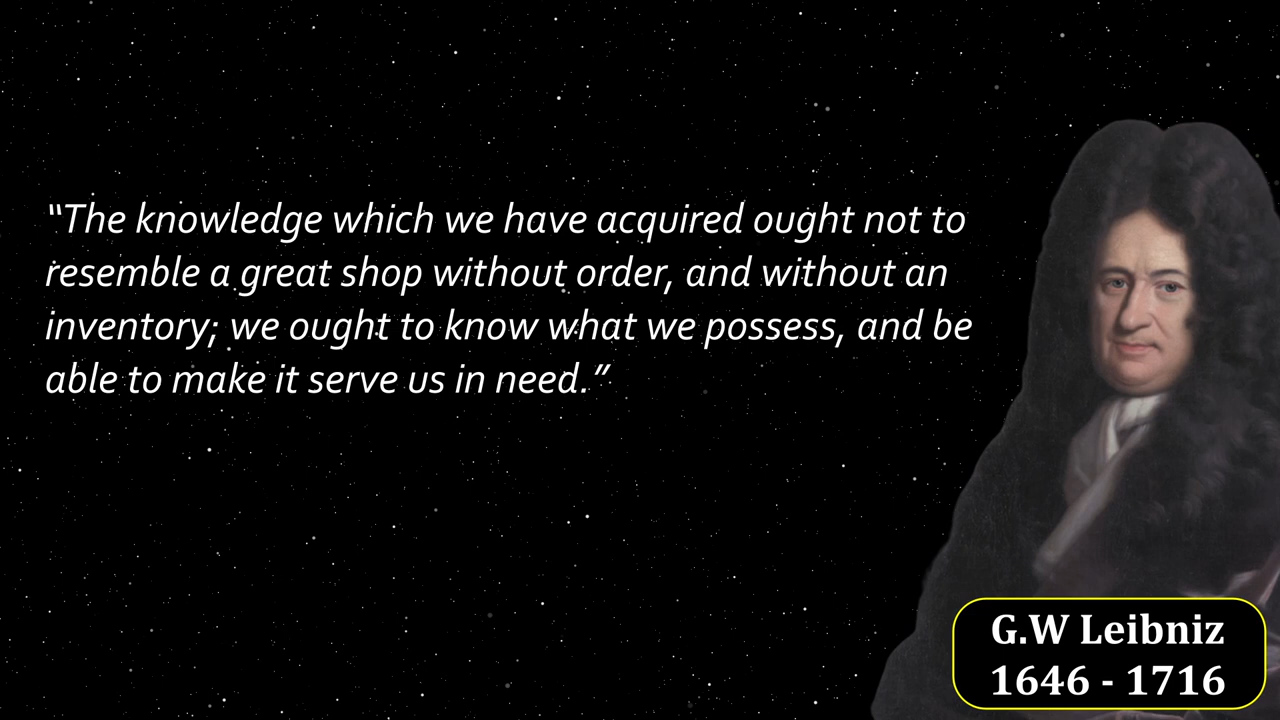 “The knowledge which we have acquired ought not to
resemble a great shop without order, and without an
inventory; we ought to know what we possess, and be
able to make it serve us in need.”
G.W Leibniz
1646 - 1716